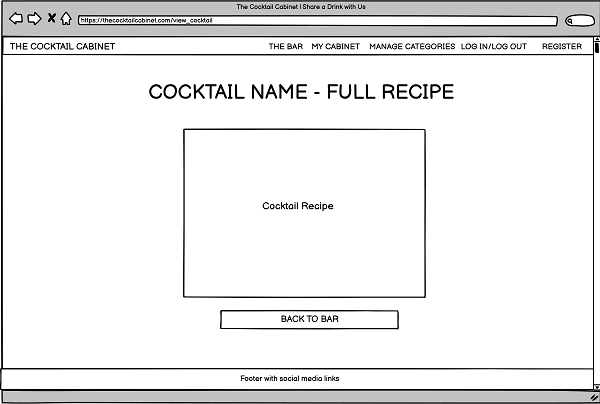 The Cocktail Cabinet | Share a Drink with Us
https://thecocktailcabinet.com/view_cocktail
THE COCKTAIL CABINET THE BAR MY CABINET MANAGE CATEGORIES LOG IN/LOG OUT REGISTER
COCKTAIL NAME - FULL RECIPE
Cocktail Recipe
BACK TO BAR
Footer with social media links